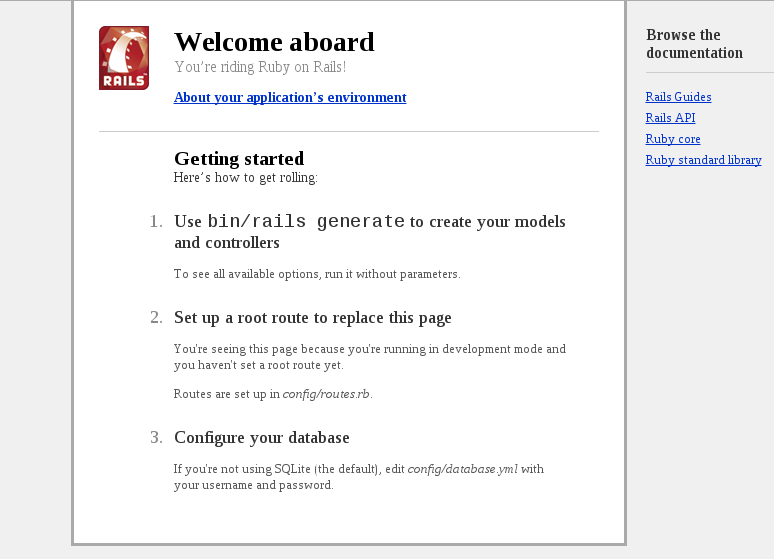 RAILS
Welcome aboard
You’re riding Ruby on Rails!
About your application’s environment
Getting started
Here’s how to get rolling:
1. Use bin/rails generate to create your models
and controllers
To see all available options, run it without parameters.
2. Set up a root route to replace this page
You're seeing this page because you're running in development mode and
you haven't set a root route yet.
Routes are set up in config/routes.rb.
3. Configure your database
If you're not using SQLite (the default), edit config/database.yml with
your username and password.
Browse the
documentation
Rails Guides
Rails API
Ruby core
Ruby standard library